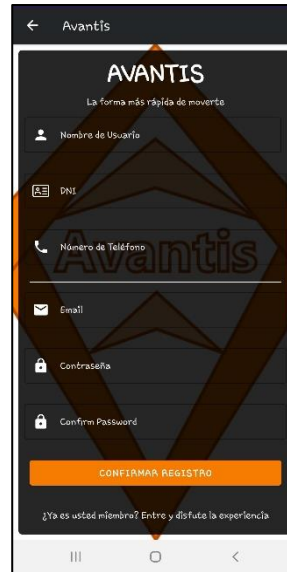 Avantis
AVANTIS
La forma más rápida de moverte
Nombre de Usuario
DNI
Número de Teléfono
Avantis
Email
Contraseña
Confirm Password
CONFIRMAR REGISTRO
¿Ya es usted miembro? Entre y disfute la experiencia